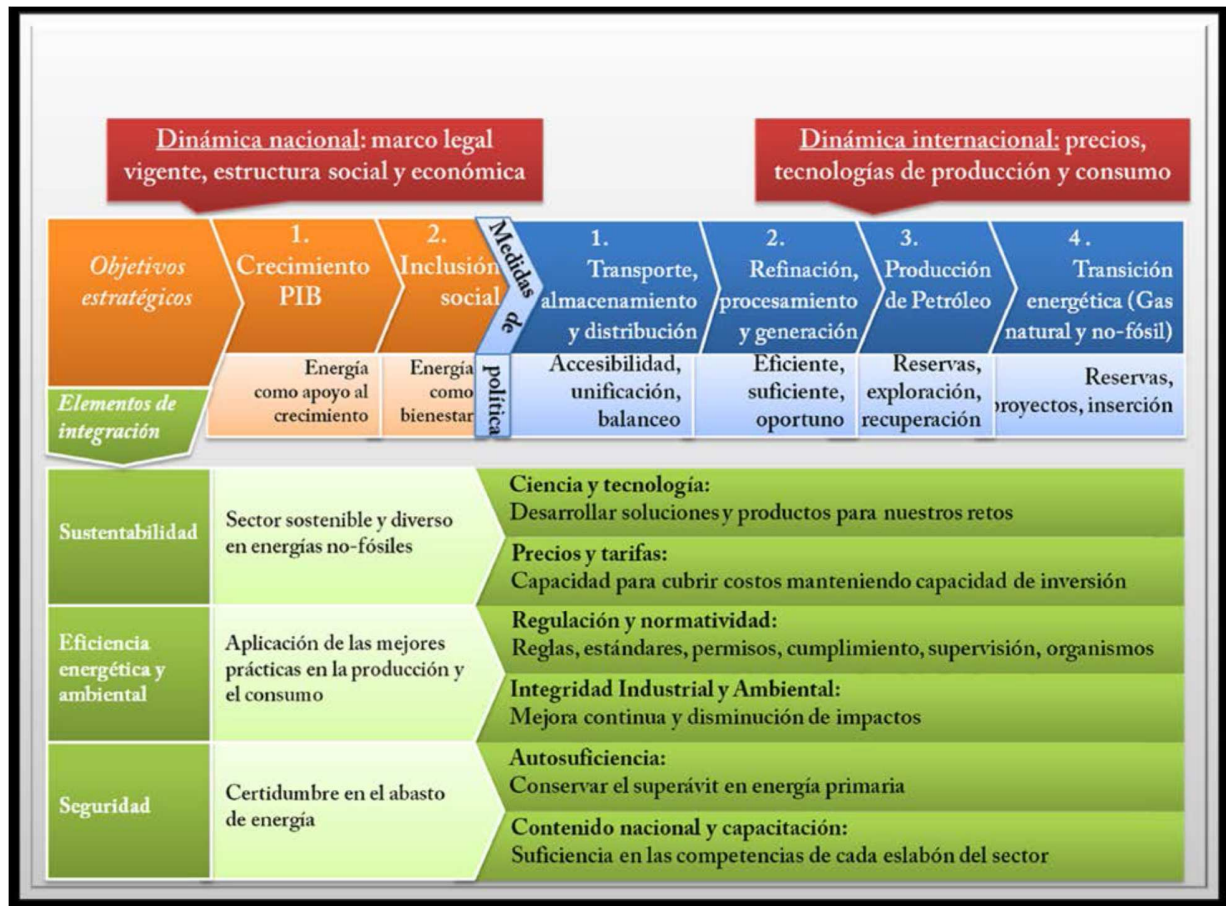 Dinámica nacional: marco legal
vigente, estructura social y económica
Dinámica internacional: precios,
tecnologías de producción y consumo
Objetivos
estratégicos
1.
Crecimiento
PIB
2.
Inclusión
social
Medidas de
política
1.
Transporte,
almacenamiento
y distribución
2.
Refinación,
procesamiento
y generación
3.
Producción
de Petróleo
4.
Transición
energética (Gas
natural y no-fósil)
Energía
como apoyo al
crecimiento
Energía
como
bienestar
Accesibilidad,
unificación,
balanceo
Eficiente,
suficiente,
oportuno
Reservas,
exploración,
recuperación
Reservas,
proyectos, inserción
Elementos de
integración
Sustentabilidad
Sector sostenible y diverso
en energías no-fósiles
Ciencia y tecnología:
Desarrollar soluciones y productos para nuestros retos
Precios y tarifas:
Capacidad para cubrir costos manteniendo capacidad de inversión
Eficiencia
energética y
ambiental
Aplicación de las mejores
prácticas en la producción y
el consumo
Regulación y normatividad:
Reglas, estándares, permisos, cumplimiento, supervisión, organismos
Integridad Industrial y Ambiental:
Mejora continua y disminución de impactos
Seguridad
Certidumbre en el abasto
de energía
Autosuficiencia:
Conservar el superávit en energía primaria
Contenido nacional y capacitación:
Suficiencia en las competencias de cada eslabón del sector